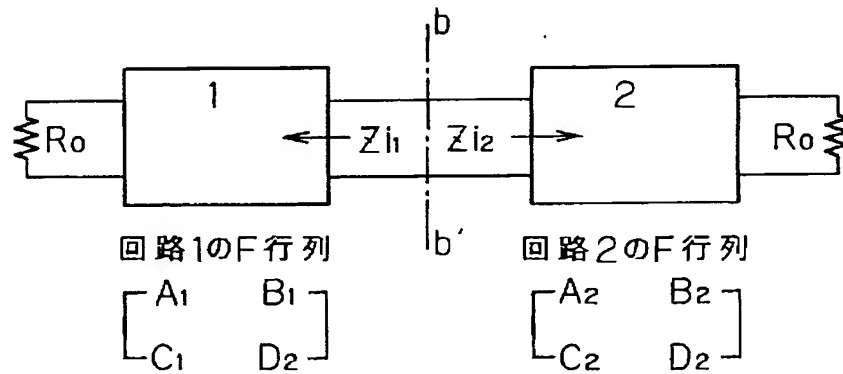 b
1
2
Ro
Zi1
Zi2
Ro
b'
回路1のF行列
回路2のF行列
A1 B1
A2 B2
C1 D2
C2 D2